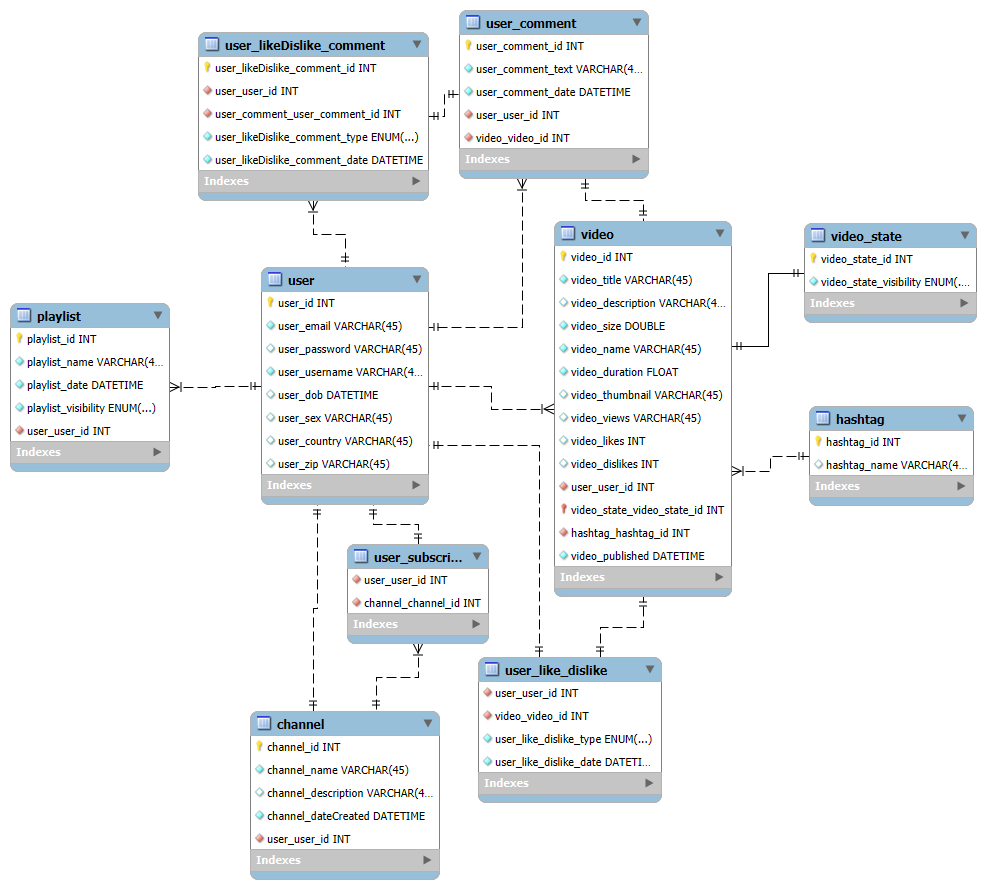 user_comment
user_comment_id INT
user_comment_text VARCHAR(4...
user_comment_date DATETIME
user_user_id INT
video_video_id INT
Indexes
user_likeDislike_comment
user_likeDislike_comment_id INT
user_user_id INT
user_comment_user_comment_id INT
user_likeDislike_comment_type ENUM(...)
user_likeDislike_comment_date DATETIME
Indexes
video
video_id INT
video_title VARCHAR(45)
video_description VARCHAR(4...
video_size DOUBLE
video_name VARCHAR(45)
video_duration FLOAT
video_thumbnail VARCHAR(45)
video_views VARCHAR(45)
video_likes INT
video_dislikes INT
user_user_id INT
video_state_video_state_id INT
hashtag_hashtag_id INT
video_published DATETIME
Indexes
video_state
video_state_id INT
video_state_visibility ENUM(...
Indexes
user
user_id INT
user_email VARCHAR(45)
user_password VARCHAR(45)
user_username VARCHAR(4...
user_dob DATETIME
user_sex VARCHAR(45)
user_country VARCHAR(45)
user_zip VARCHAR(45)
Indexes
playlist
playlist_id INT
playlist_name VARCHAR(4...
playlist_date DATETIME
playlist_visibility ENUM(...)
user_user_id INT
Indexes
hashtag
hashtag_id INT
hashtag_name VARCHAR(4...
Indexes
user_subscri...
user_user_id INT
channel_channel_id INT
Indexes
user_like_dislike
user_user_id INT
video_video_id INT
user_like_dislike_type ENUM(...)
user_like_dislike_date DATETI...
Indexes
channel
channel_id INT
channel_name VARCHAR(45)
channel_description VARCHAR(4...
channel_dateCreated DATETIME
user_user_id INT
Indexes